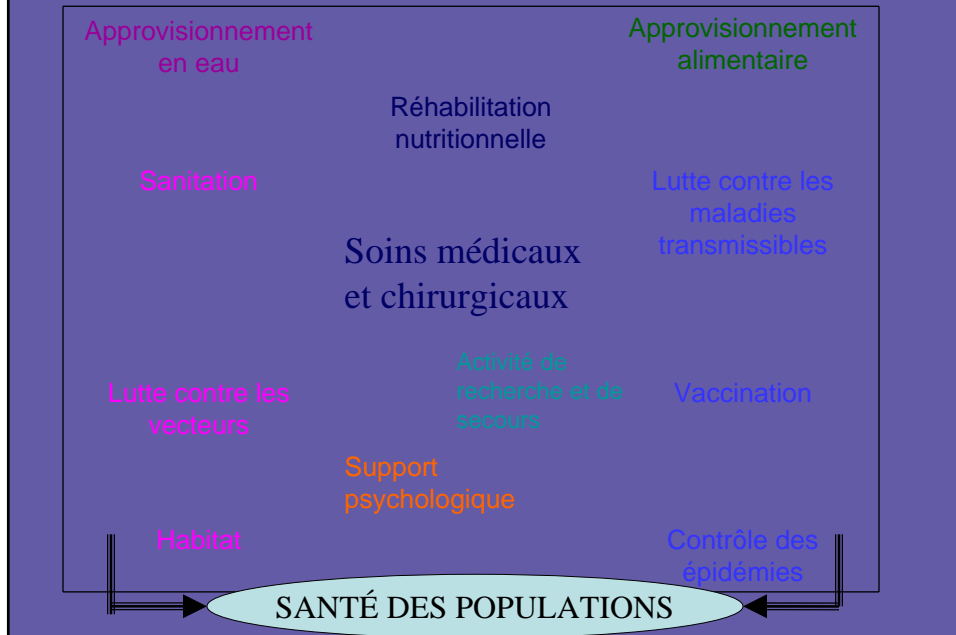 Approvisionnement
en eau
Approvisionnement
alimentaire
Réhabilitation
nutritionnelle
Sanitation
Lutte contre les
maladies
transmissibles
Soins médicaux
et chirurgicaux
Activité de
recherche et de
secours
Lutte contre les
vecteurs
Vaccination
Support
psychologique
Habitat
Contrôle des
épidémies
SANTÉ DES POPULATIONS